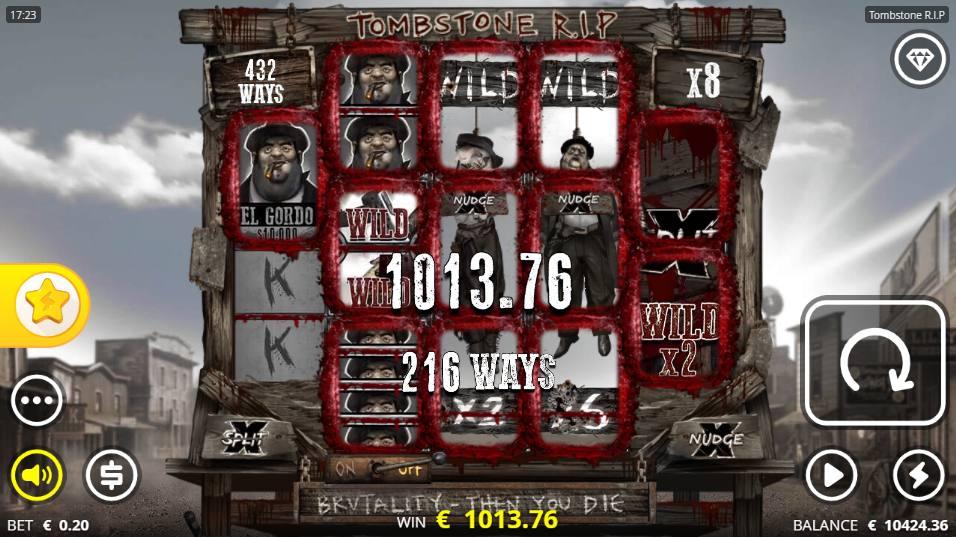 17:23
Tombstone R.I.P
TOMBSTONE R.I.P
432
WAYS
WILD
WILD
x8
EL GORDO
$10.000
NUDGE
NUDGE
WILD
K
WILD
1013.76
WILD
x2
K
216 WAYS
X2
SPLIT
NUDGE
ON
OFF
BRUTALITY - THEN YOU DIE
BET € 0.20
WIN € 1013.76
BALANCE € 10424.36